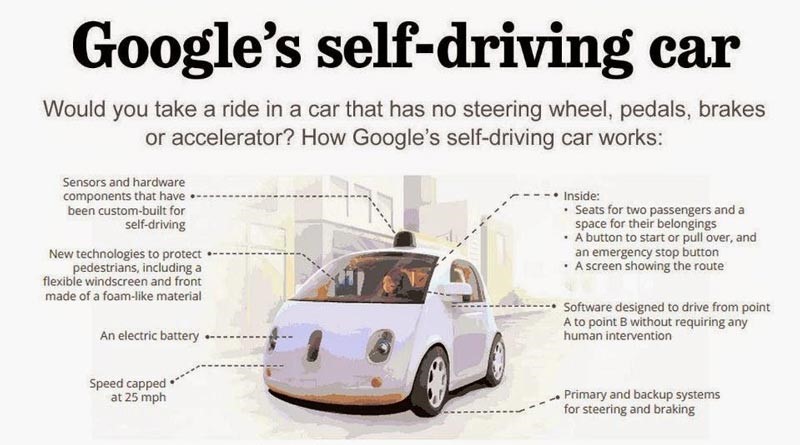 Google's self-driving car
Would you take a ride in a car that has no steering wheel, pedals, brakes
or accelerator? How Google's self-driving car works:
Sensors and hardware
components that have
been custom-built for
self-driving
New technologies to protect
pedestrians, including a
flexible windscreen and front
made of a foam-like material
An electric battery
Speed capped
at 25 mph
Inside:
• Seats for two passengers and a
space for their belongings
• A button to start or pull over, and
an emergency stop button
• A screen showing the route
Software designed to drive from point
A to point B without requiring any
human intervention
Primary and backup systems
for steering and braking